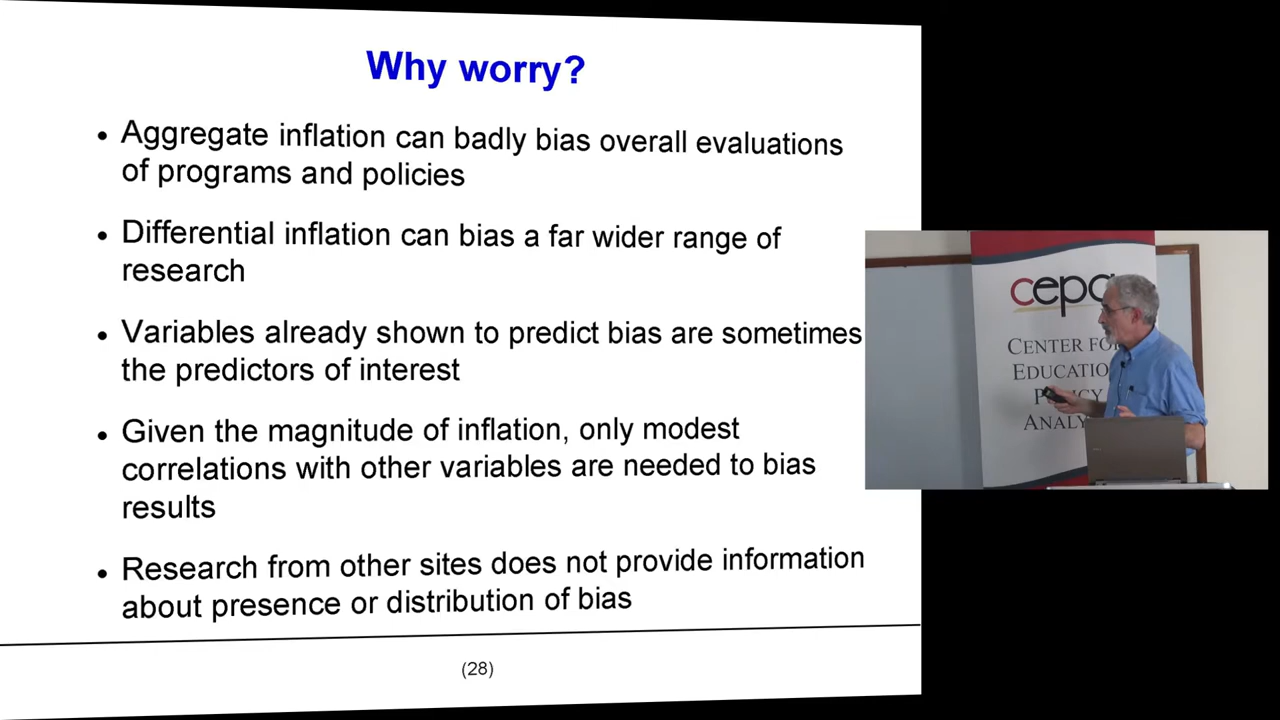 Why worry?
• Aggregate inflation can badly bias overall evaluations
of programs and policies
• Differential inflation can bias a far wider range of
research
• Variables already shown to predict bias are sometimes
the predictors of interest
• Given the magnitude of inflation, only modest
correlations with other variables are needed to bias
results
• Research from other sites does not provide information
about presence or distribution of bias
(28)
cepa
CENTER FO
EDUCATIO
POLICY
ANALY